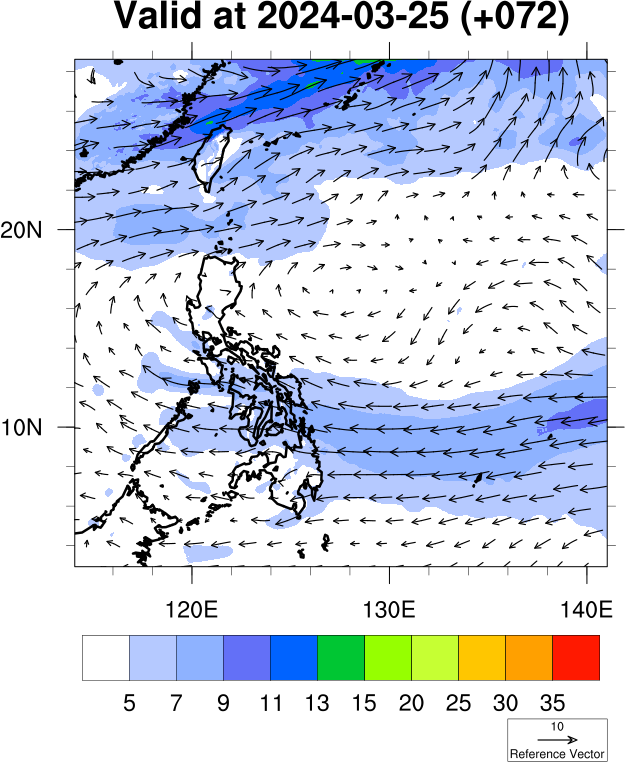 Valid at 2024-03-25 (+072)
20N
10N
120E 130E 140E
5 7 9 11 13 15 20 25 30 35
10
Reference Vector